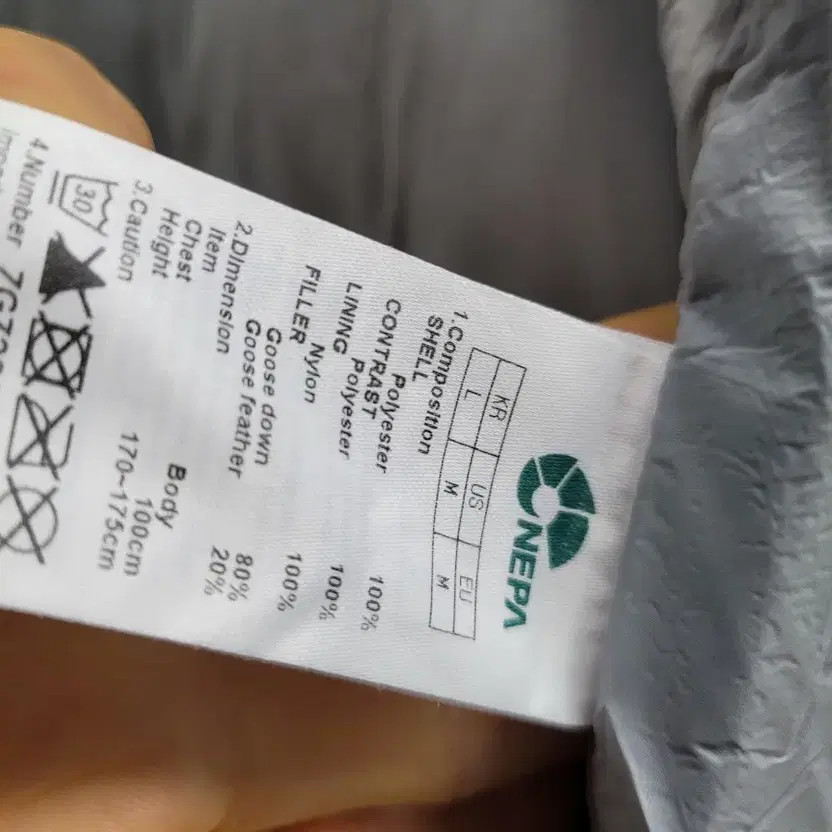 NEPA
KR US EU
L M M
1.Composition
SHELL
Polyester 100%
CONTRAST
Polyester 100%
LINING
Nylon 100%
FILLER
Goose down 80%
Goose feather 20%
2.Dimension
Item Body
Chest 100cm
Height 170~175cm
3.Caution
30
4.Number